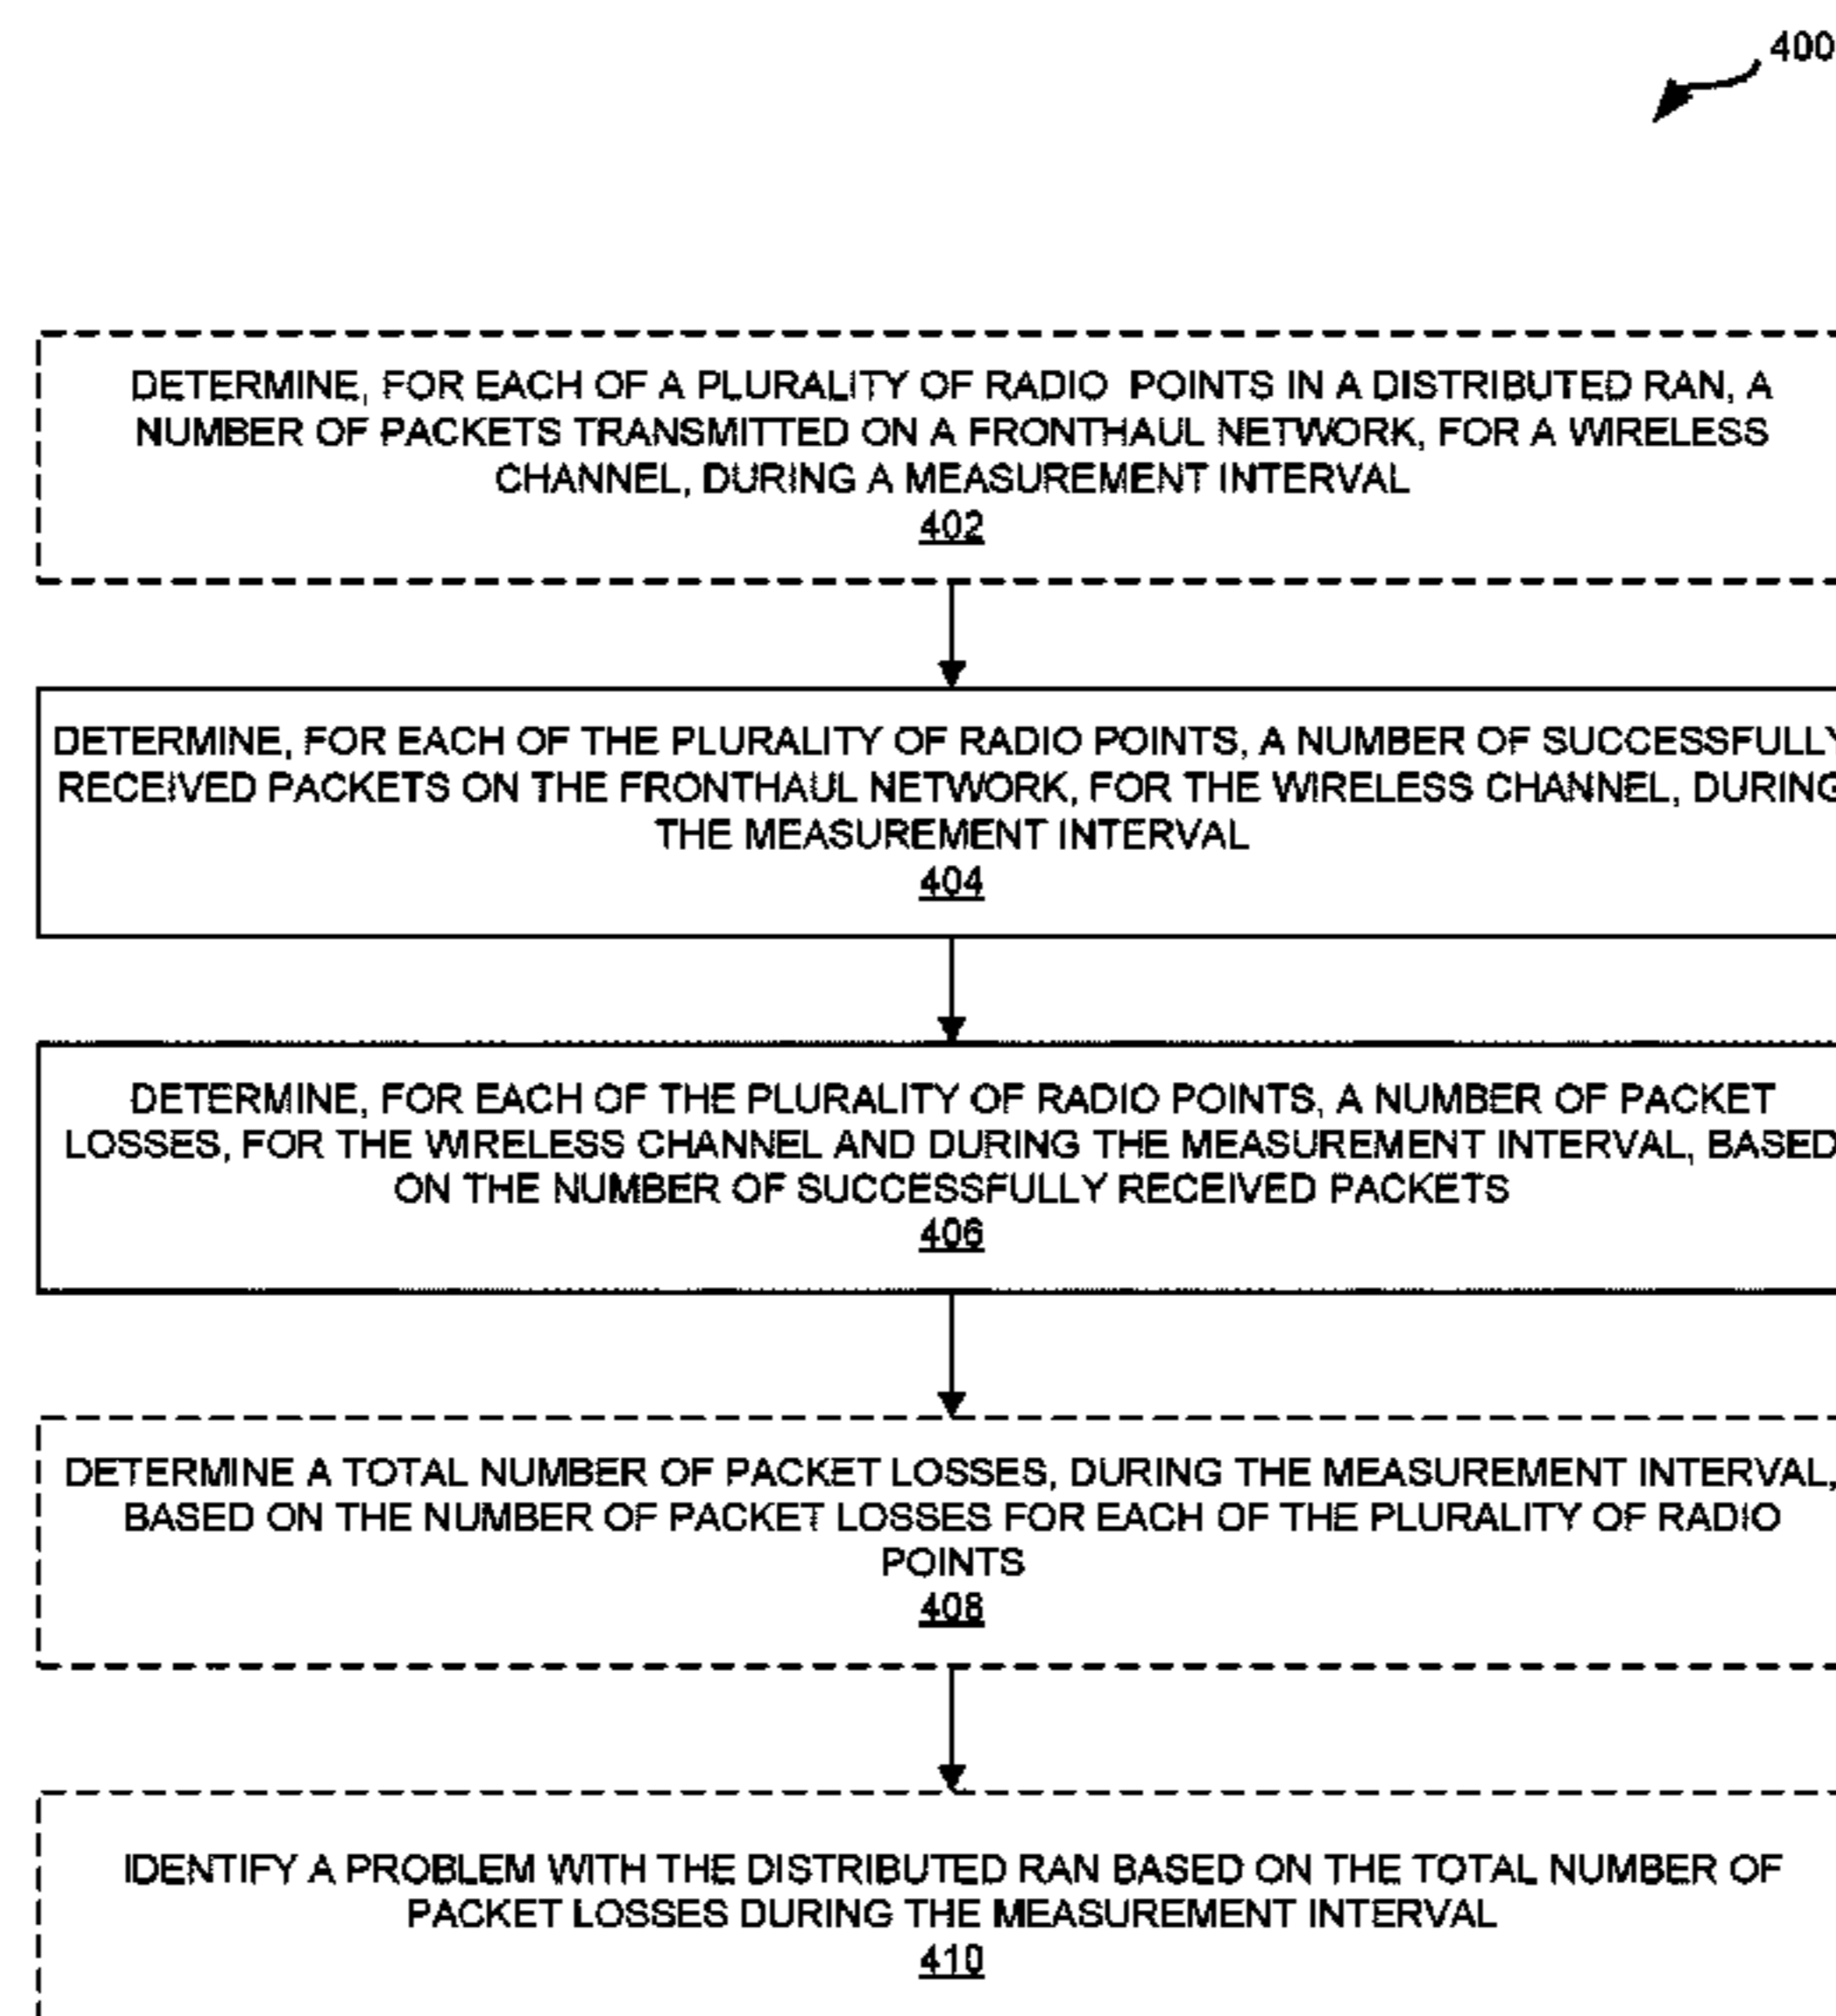 400
DETERMINE, FOR EACH OF A PLURALITY OF RADIO POINTS IN A DISTRIBUTED RAN, A
NUMBER OF PACKETS TRANSMITTED ON A FRONTHAUL NETWORK, FOR A WIRELESS
CHANNEL, DURING A MEASUREMENT INTERVAL
402
DETERMINE, FOR EACH OF THE PLURALITY OF RADIO POINTS, A NUMBER OF SUCCESSFULLY
RECEIVED PACKETS ON THE FRONTHAUL NETWORK, FOR THE WIRELESS CHANNEL, DURING
THE MEASUREMENT INTERVAL
404
DETERMINE, FOR EACH OF THE PLURALITY OF RADIO POINTS, A NUMBER OF PACKET
LOSSES, FOR THE WIRELESS CHANNEL AND DURING THE MEASUREMENT INTERVAL, BASED
ON THE NUMBER OF SUCCESSFULLY RECEIVED PACKETS
406
DETERMINE A TOTAL NUMBER OF PACKET LOSSES, DURING THE MEASUREMENT INTERVAL,
BASED ON THE NUMBER OF PACKET LOSSES FOR EACH OF THE PLURALITY OF RADIO
POINTS
408
IDENTIFY A PROBLEM WITH THE DISTRIBUTED RAN BASED ON THE TOTAL NUMBER OF
PACKET LOSSES DURING THE MEASUREMENT INTERVAL
410